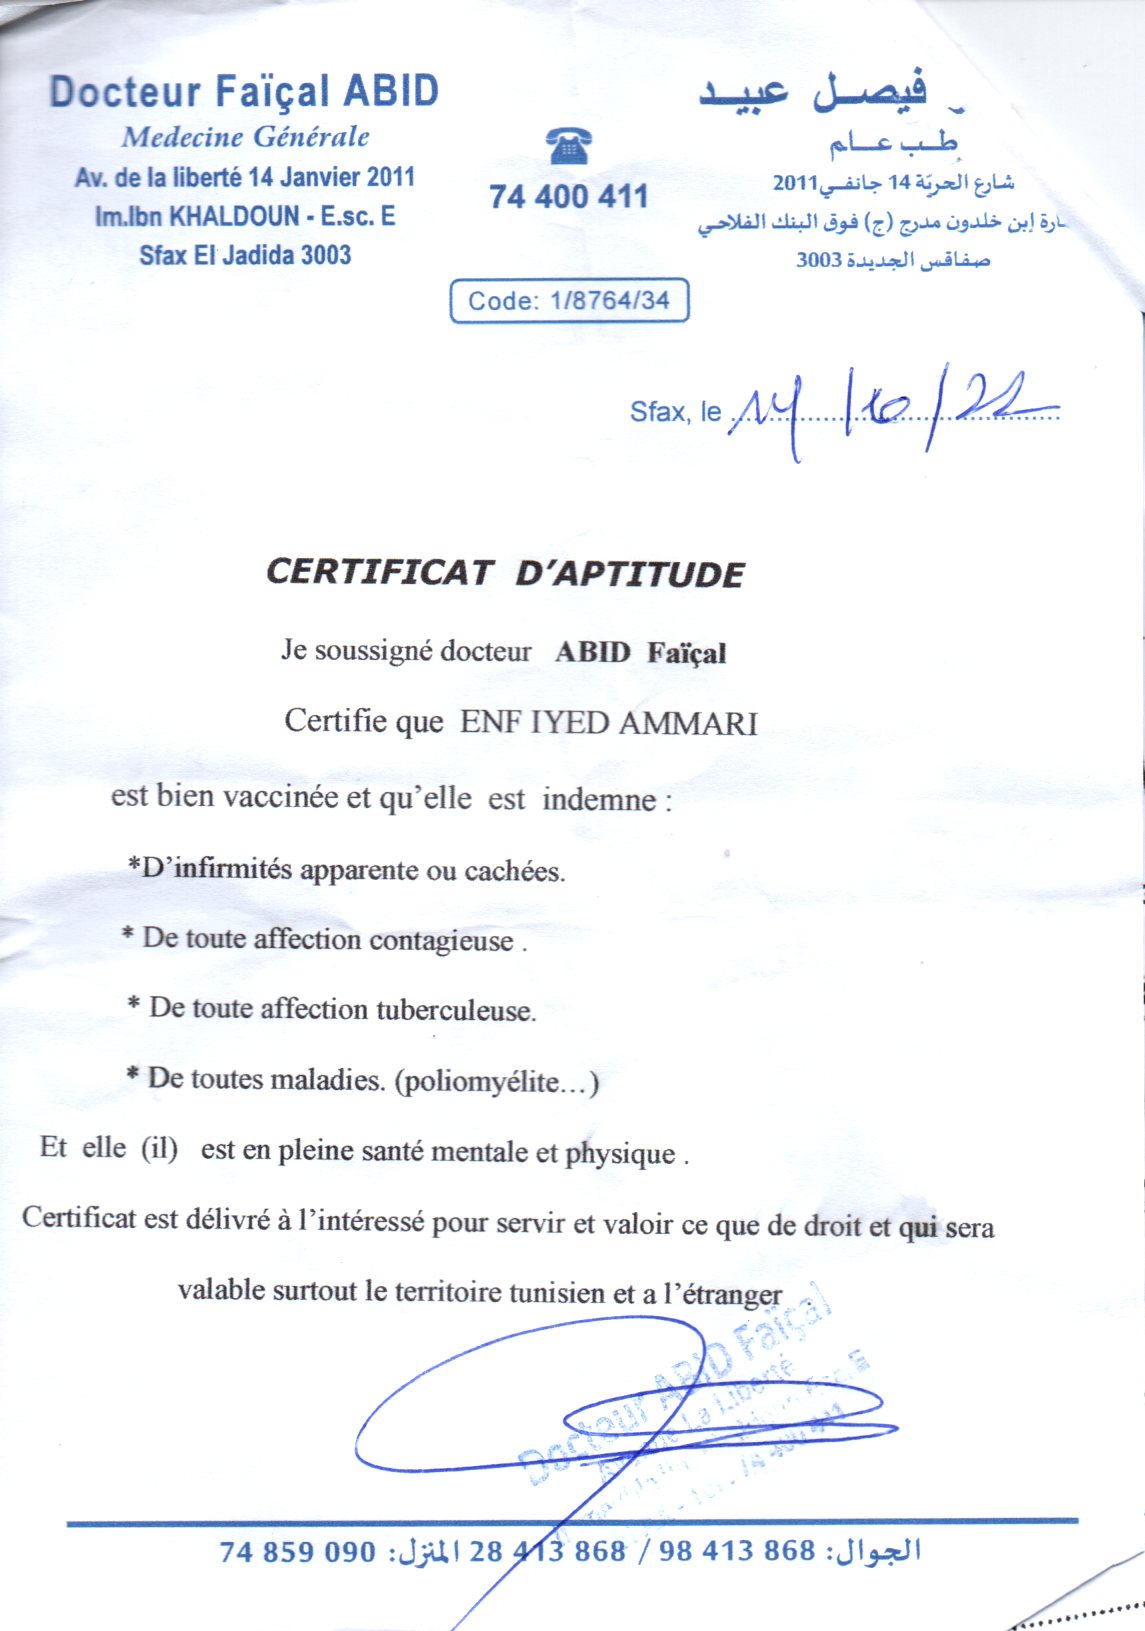 Docteur Faïçal ABID
Medecine Générale
Av. de la liberté 14 Janvier 2011
Im.Ibn KHALDOUN - E.sc. E
Sfax El Jadida 3003
74 400 411
فيصل عبيد
طب عام
شارع الحريّة 14 جانفي 2011
إبن خلدون مدرج (ج) فوق البنك الفلاحي
صفاقس الجديدة 3003
Code: 1/8764/34
Sfax, le 14/10/22
CERTIFICAT D'APTITUDE
Je soussigné docteur ABID Faïçal
Certifie que ENF IYED AMMARI
est bien vaccinée et qu'elle est indemne :
*D'infirmités apparente ou cachées.
* De toute affection contagieuse .
* De toute affection tuberculeuse.
* De toutes maladies. (poliomyélite…)
Et elle (il) est en pleine santé mentale et physique .
Certificat est délivré à l'intéressé pour servir et valoir ce que de droit et qui sera
valable surtout le territoire tunisien et a l'étranger
Docteur ABID Faïçal
La Liberté
الجوال: 98 413 868 / 28 413 868 المنزل: 74 859 090